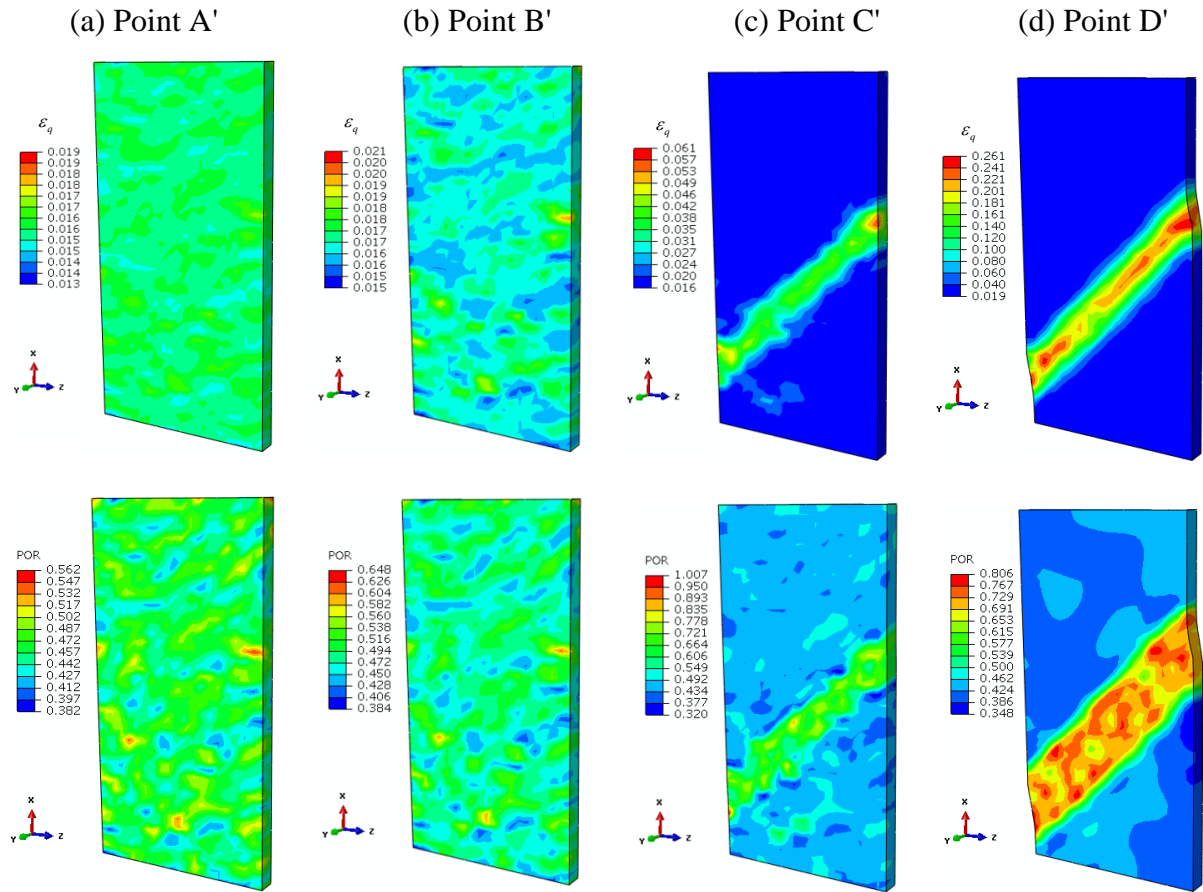 (a) Point A'
(b) Point B'
(c) Point C'
(d) Point D'
εq
0.019
0.019
0.018
0.018
0.017
0.017
0.016
0.016
0.015
0.015
0.014
0.014
0.013
X
Y
Z
εq
0.021
0.020
0.020
0.019
0.019
0.018
0.018
0.017
0.017
0.016
0.016
0.015
0.015
X
Y
Z
εq
0.061
0.057
0.053
0.049
0.046
0.042
0.038
0.035
0.031
0.027
0.023
0.020
0.016
X
Y
Z
εq
0.261
0.241
0.221
0.201
0.181
0.161
0.140
0.120
0.100
0.080
0.060
0.040
0.019
X
Y
Z
POR
0.562
0.547
0.532
0.517
0.502
0.487
0.472
0.457
0.442
0.427
0.412
0.397
0.382
X
Y
Z
POR
0.648
0.626
0.604
0.582
0.560
0.538
0.516
0.494
0.472
0.450
0.428
0.406
0.384
X
Y
Z
POR
1.007
0.950
0.893
0.835
0.778
0.721
0.664
0.606
0.549
0.492
0.434
0.377
0.320
X
Y
Z
POR
0.806
0.767
0.729
0.691
0.653
0.615
0.577
0.539
0.500
0.462
0.424
0.386
0.348
X
Y
Z